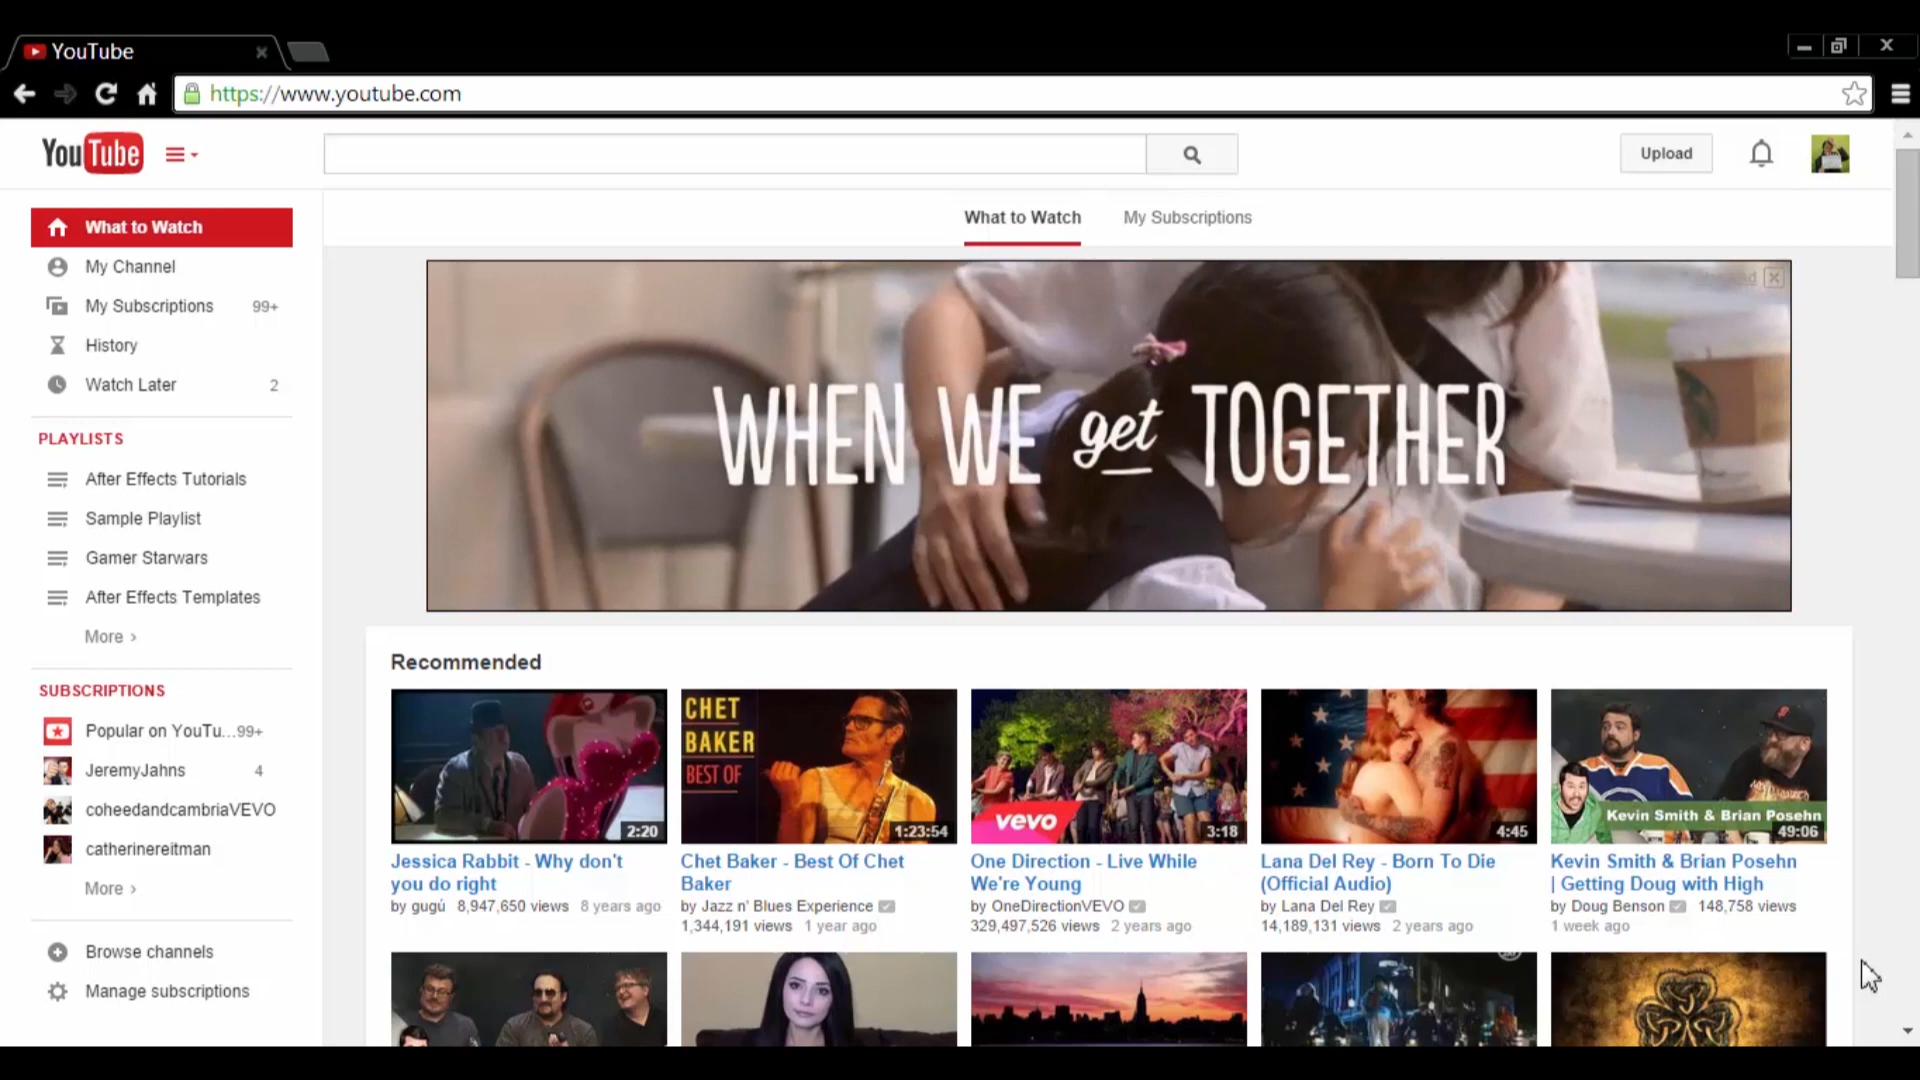 YouTube
https://www.youtube.com
YouTube
Upload
What to Watch
My Subscriptions
What to Watch
My Channel
My Subscriptions 99+
History
Watch Later 2
PLAYLISTS
After Effects Tutorials
Sample Playlist
Gamer Starwars
After Effects Templates
More ›
SUBSCRIPTIONS
Popular on YouTu...99+
JeremyJahns 4
coheedandcambriaVEVO
catherinereitman
More ›
Browse channels
Manage subscriptions
WHEN WE get TOGETHER
Recommended
2:20
Jessica Rabbit - Why don't
you do right
by gugú 8,947,650 views 8 years ago
CHET
BAKER
BEST OF
1:23:54
Chet Baker - Best Of Chet
Baker
by Jazz n' Blues Experience
1,344,191 views 1 year ago
vevo
3:18
One Direction - Live While
We're Young
by OneDirectionVEVO
329,497,526 views 2 years ago
4:45
Lana Del Rey - Born To Die
(Official Audio)
by Lana Del Rey
14,189,131 views 2 years ago
Kevin Smith & Brian Posehn
49:06
Kevin Smith & Brian Posehn
| Getting Doug with High
by Doug Benson 148,758 views
1 week ago